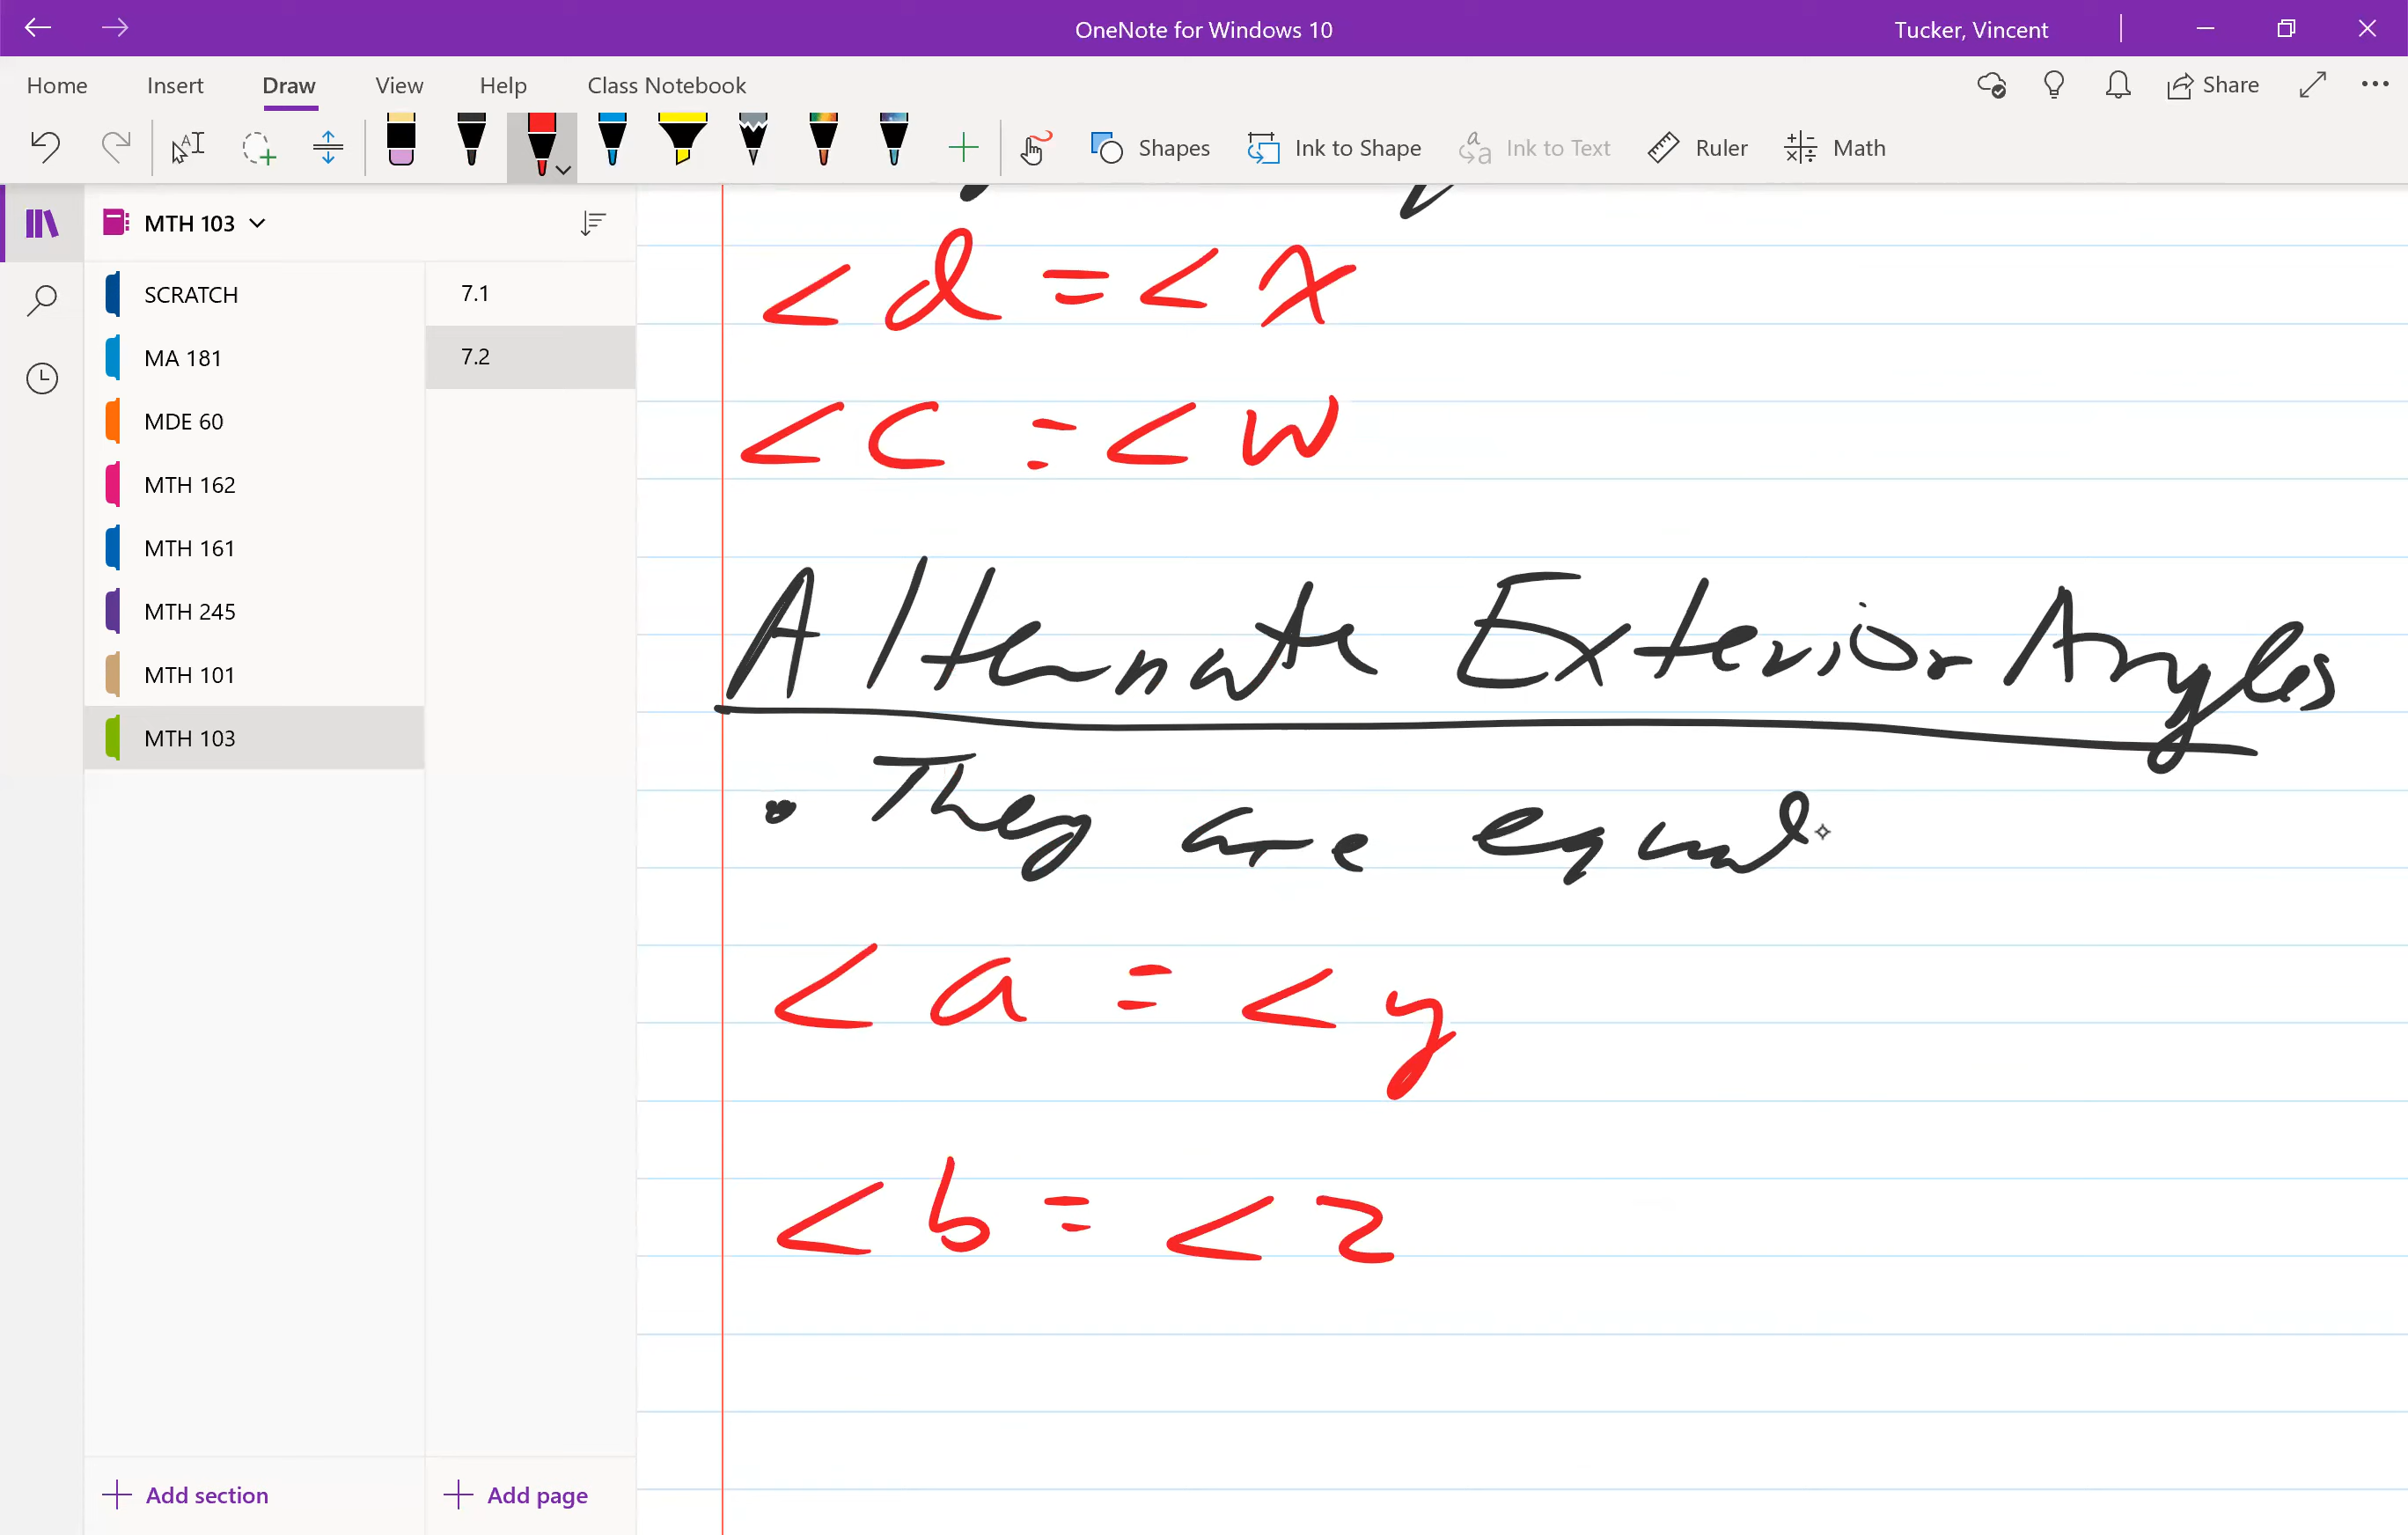 OneNote for Windows 10
Tucker, Vincent
Home Insert Draw View Help Class Notebook Share
Shapes Ink to Shape Ink to Text Ruler Math
MTH 103
SCRATCH
MA 181
MDE 60
MTH 162
MTH 161
MTH 245
MTH 101
MTH 103
7.1
7.2
< d = < x
< c = < w
Alternate Exterior Angles
• They are equal
< a = < y
< b = < z
Add section
Add page